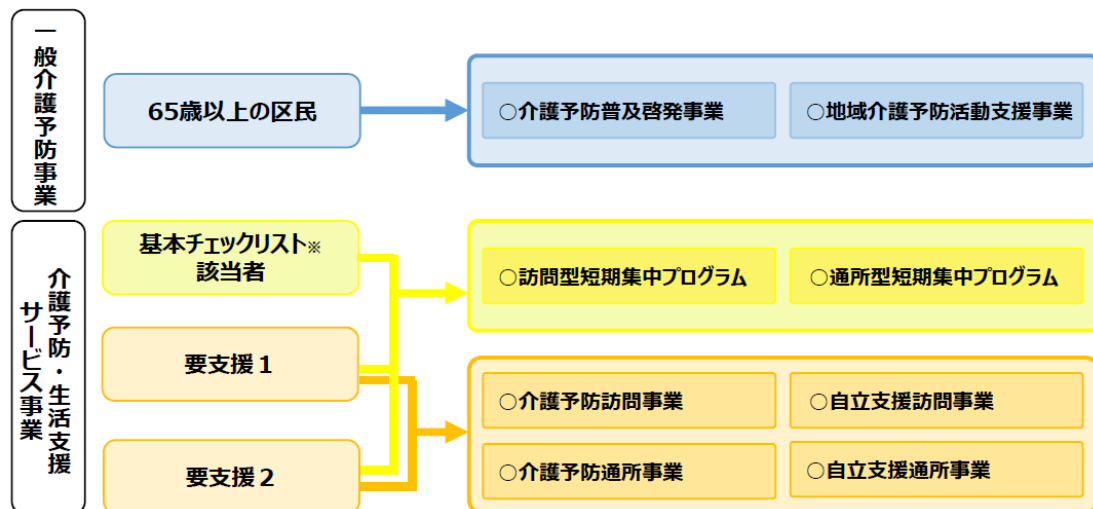 一般介護予防事業
65歳以上の区民
○介護予防普及啓発事業
○地域介護予防活動支援事業
介護予防・生活支援
サービス事業
基本チェックリスト※
該当者
○訪問型短期集中プログラム
○通所型短期集中プログラム
要支援1
○介護予防訪問事業
○自立支援訪問事業
要支援2
○介護予防通所事業
○自立支援通所事業